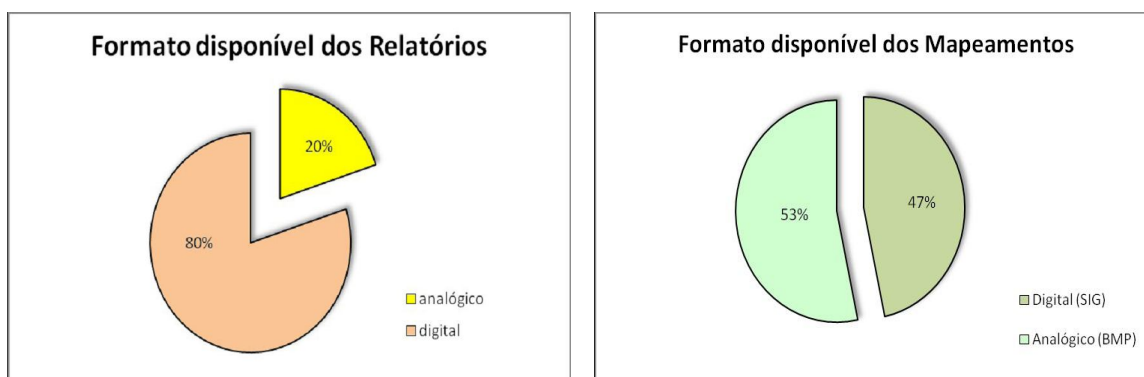 Formato disponível dos Relatórios
20%
80%
analógico
digital
Formato disponível dos Mapeamentos
53%
47%
Digital (SIG)
Analógico (BMP)